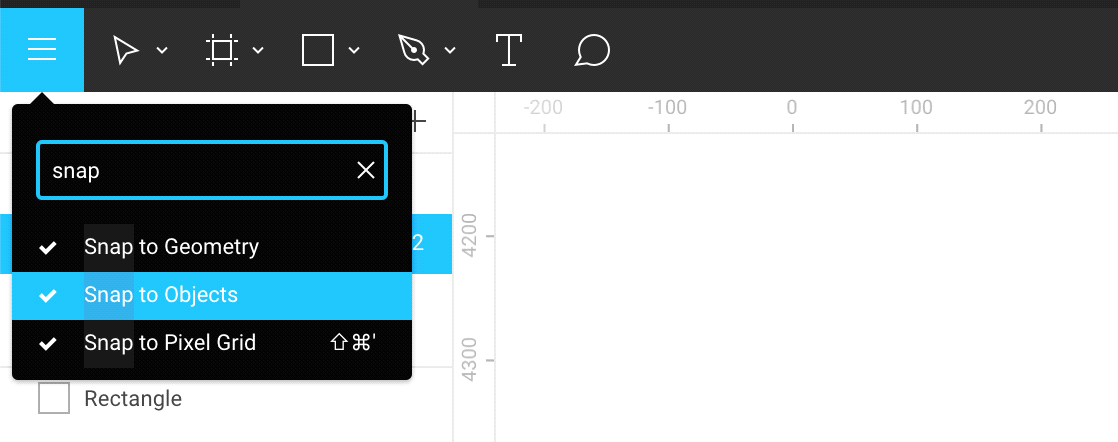 T
-200 -100 0 100 200
snap
2
Snap to Geometry
Snap to Objects
Snap to Pixel Grid ⇧⌘'
4200
4300
Rectangle